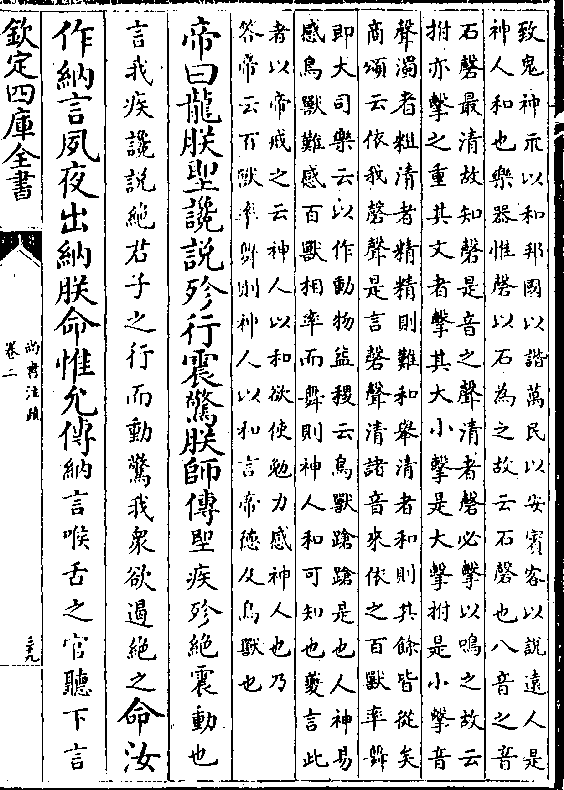 致鬼神示以和邦國以諧萬民以安賓客以說遠人是
神人和也樂器惟磬以石為之故云石磬也八音之音
石磬最清故知磬是音之聲清者磬必擊以鳴之故云
拊亦擊之重其文者擊其大小擊是大擊拊是小擊音
聲濁者粗清者精精則難和舉清者和則其餘皆從矣
商頌云依我磬聲是言磬聲清諸音來依之百獸率舞
即大司樂云以作動物益稷云鳥獸蹌蹌是也人神易
感鳥獸難感百獸相率而舞則神人和可知也夔言此
者以帝戒之云神人以和欲使勉力感神人也乃
答帝云百獸率舞則神人以和言帝德及鳥獸也
帝曰龍朕堲讒說殄行震驚朕師傳堲疾殄絶震動也
言我疾讒說絶君子之行而動驚我衆欲遏絶之命汝
作納言夙夜出納朕命惟允傳納言喉舌之官聽下言
欽定四庫全書
尚書注疏
卷二
三九